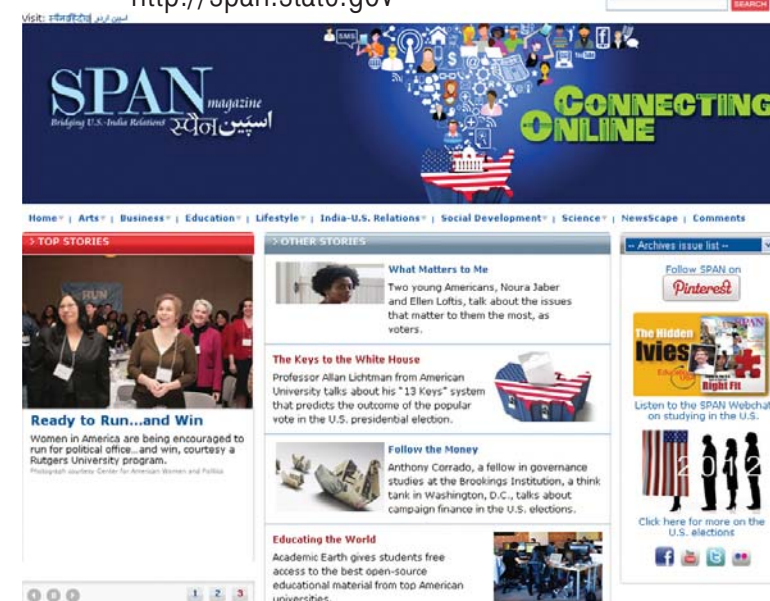 http://span.state.gov
SEARCH
Visit: स्पैन हिन्दी اسپین اردو
SPAN
magazine
Bridging U.S.-India Relations
स्पैन اسپین
SMS
CONNECTING
ONLINE
Home | Arts | Business | Education | Lifestyle | India-U.S. Relations | Social Development | Science | NewsScape | Comments
> TOP STORIES
RUN
Ready to Run...and Win
Women in America are being encouraged to
run for political office...and win, courtesy a
Rutgers University program.
Photograph courtesy Center for American Women and Politics
1 2 3
> OTHER STORIES
What Matters to Me
Two young Americans, Noura Jaber
and Ellen Loftis, talk about the issues
that matter to them the most, as
voters.
The Keys to the White House
Professor Allan Lichtman from American
University talks about his "13 Keys" system
that predicts the outcome of the popular
vote in the U.S. presidential election.
Follow the Money
Anthony Corrado, a fellow in governance
studies at the Brookings Institution, a think
tank in Washington, D.C., talks about
campaign finance in the U.S. elections.
Educating the World
Academic Earth gives students free
access to the best open-source
educational material from top American
universities.
-- Archives issue list --
Follow SPAN on
Pinterest
The Hidden
Ivies
SPAN
Right Fit
Listen to the SPAN Webchat
on studying in the U.S.
2012
Click here for more on the
U.S. elections